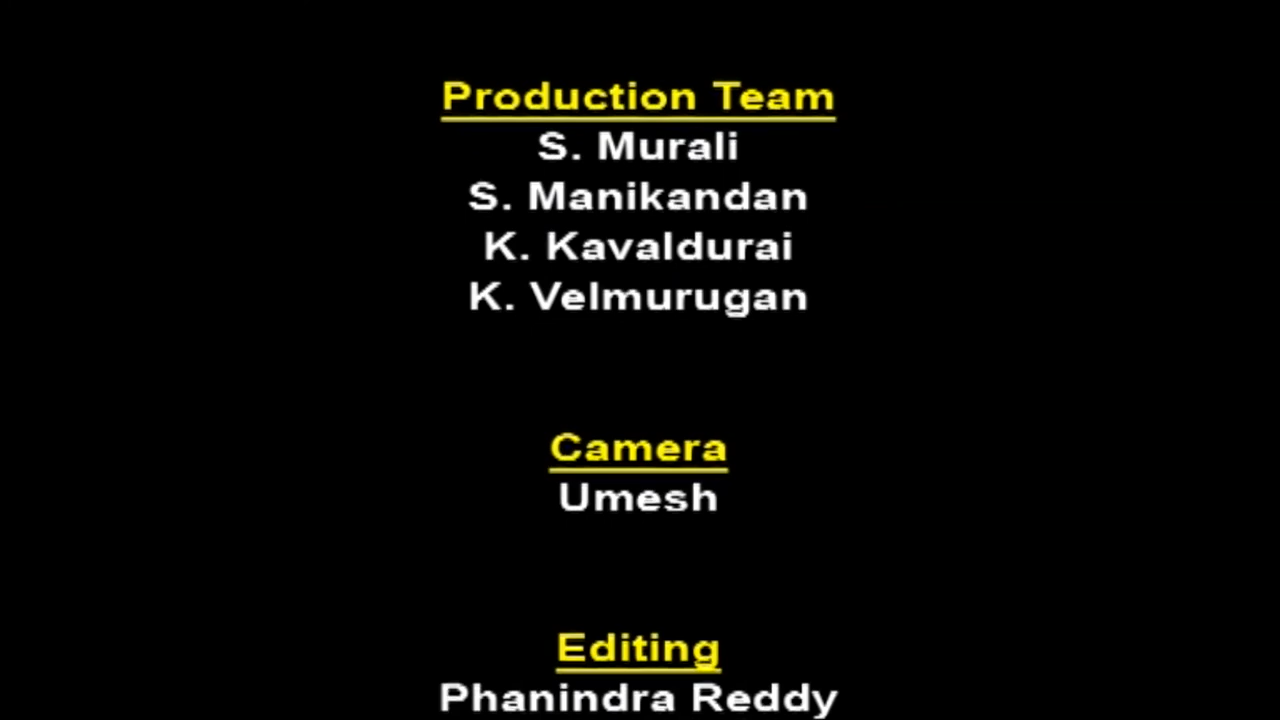 Production Team
S. Murali
S. Manikandan
K. Kavaldurai
K. Velmurugan
Camera
Umesh
Editing
Phanindra Reddy